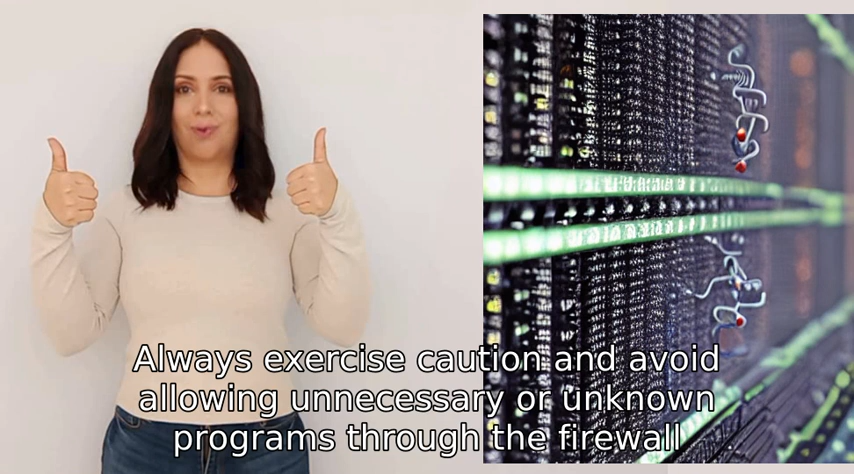 Always exercise caution and avoid
allowing unnecessary or unknown
programs through the firewall